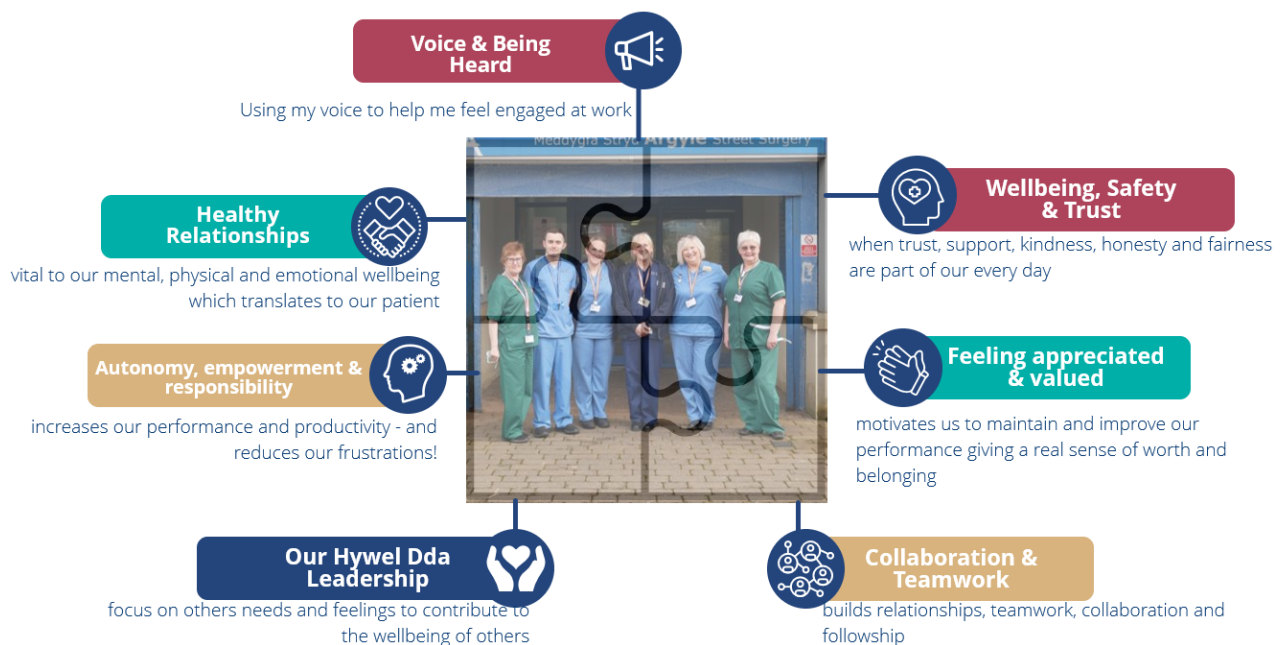 Voice & Being
Heard
Using my voice to help me feel engaged at work
Meddygfa Stryd Argyle Street Surgery
Healthy
Relationships
vital to our mental, physical and emotional wellbeing
which translates to our patient
Wellbeing, Safety
& Trust
when trust, support, kindness, honesty and fairness
are part of our every day
Autonomy, empowerment &
responsibility
increases our performance and productivity - and
reduces our frustrations!
Feeling appreciated
& valued
motivates us to maintain and improve our
performance giving a real sense of worth and
belonging
Our Hywel Dda
Leadership
focus on others needs and feelings to contribute to
the wellbeing of others
Collaboration &
Teamwork
builds relationships, teamwork, collaboration and
followship